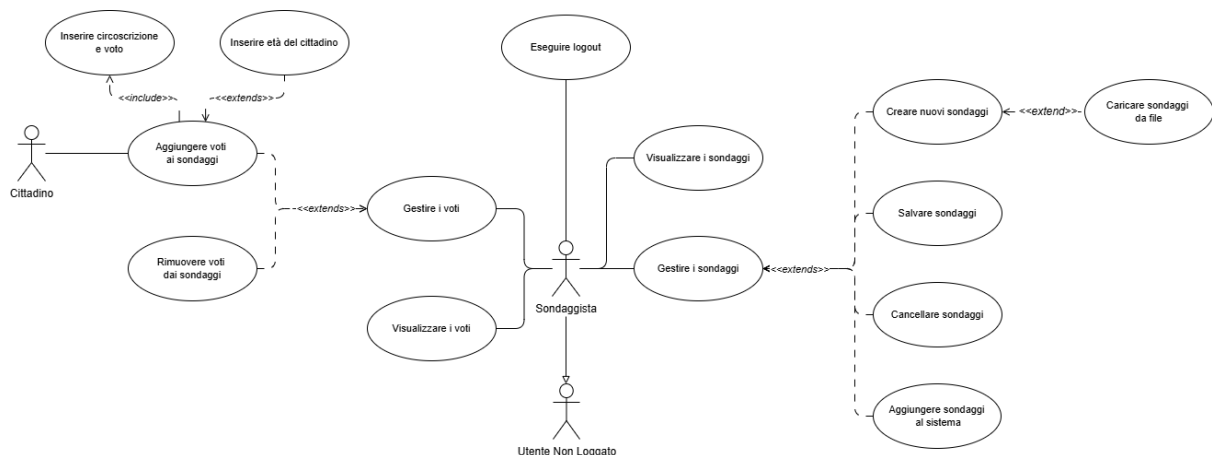 Inserire circoscrizione
e voto
Inserire età del cittadino
Eseguire logout
<<include>>
<<extends>>
Creare nuovi sondaggi
<<extend>>
Caricare sondaggi
da file
Aggiungere voti
ai sondaggi
Visualizzare i sondaggi
Cittadino
<<extends>>
Gestire i voti
Salvare sondaggi
Rimuovere voti
dai sondaggi
Gestire i sondaggi
<<extends>>
Sondaggista
Visualizzare i voti
Cancellare sondaggi
Aggiungere sondaggi
al sistema
Utente Non Loggato